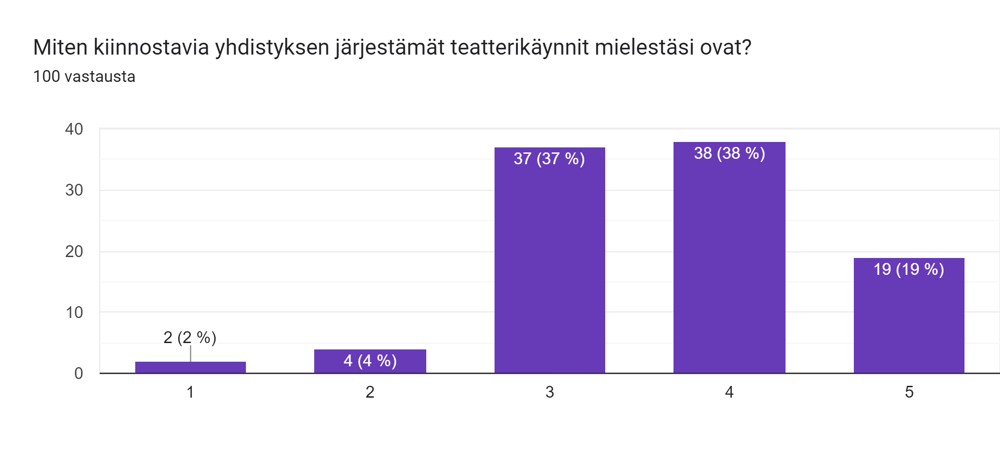 Miten kiinnostavia yhdistyksen järjestämät teatterikäynnit mielestäsi ovat?
100 vastausta
40
30
20
10
0
2 (2 %)
4 (4 %)
37 (37 %)
38 (38 %)
19 (19 %)
1
2
3
4
5